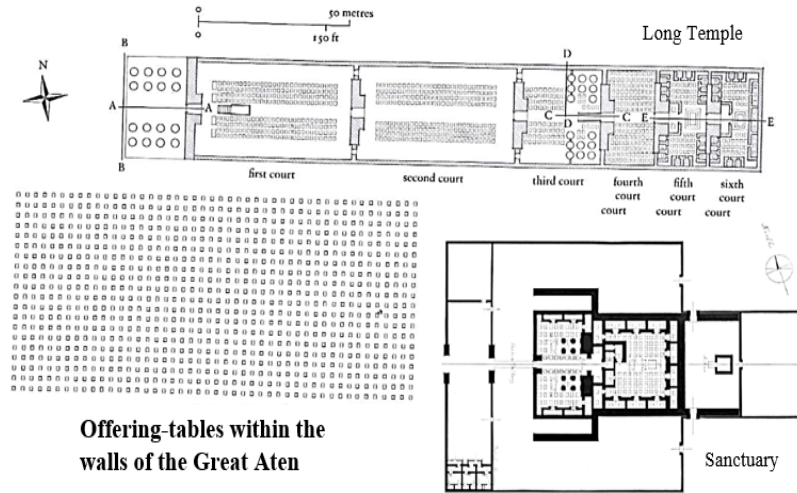 50 metres
150 ft
Long Temple
N
B
D
A
A
C
D
C
E
E
B
first court
second court
third court
fourth court
fifth court
sixth court
court
court
court
Offering-tables within the
walls of the Great Aten
Sanctuary